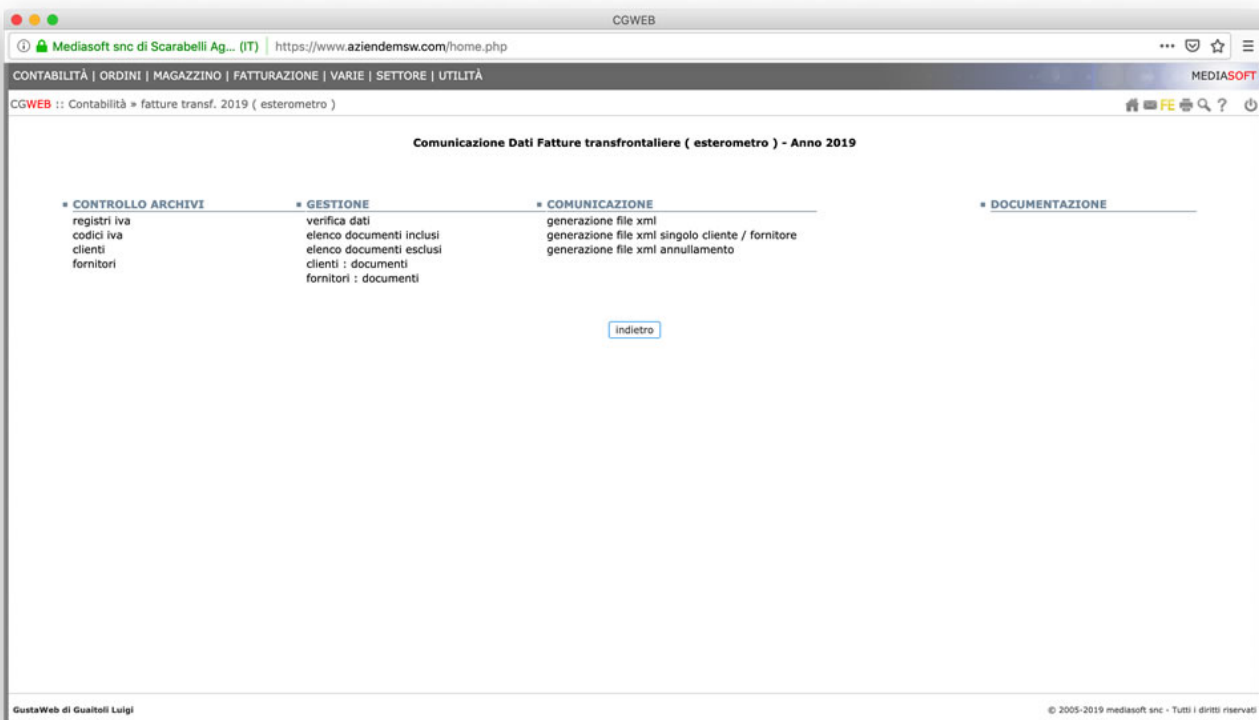 CGWEB
Mediasoft snc di Scarabelli Ag... (IT) https://www.aziendemsw.com/home.php
CONTABILITÀ | ORDINI | MAGAZZINO | FATTURAZIONE | VARIE | SETTORE | UTILITÀ MEDIASOFT
CGWEB :: Contabilità » fatture transf. 2019 ( esterometro ) FE ?
Comunicazione Dati Fatture transfrontaliere ( esterometro ) - Anno 2019
CONTROLLO ARCHIVI
registri iva
codici iva
clienti
fornitori
GESTIONE
verifica dati
elenco documenti inclusi
elenco documenti esclusi
clienti : documenti
fornitori : documenti
COMUNICAZIONE
generazione file xml
generazione file xml singolo cliente / fornitore
generazione file xml annullamento
DOCUMENTAZIONE
indietro
GustaWeb di Guaitoli Luigi © 2005-2019 mediasoft snc - Tutti i diritti riservati